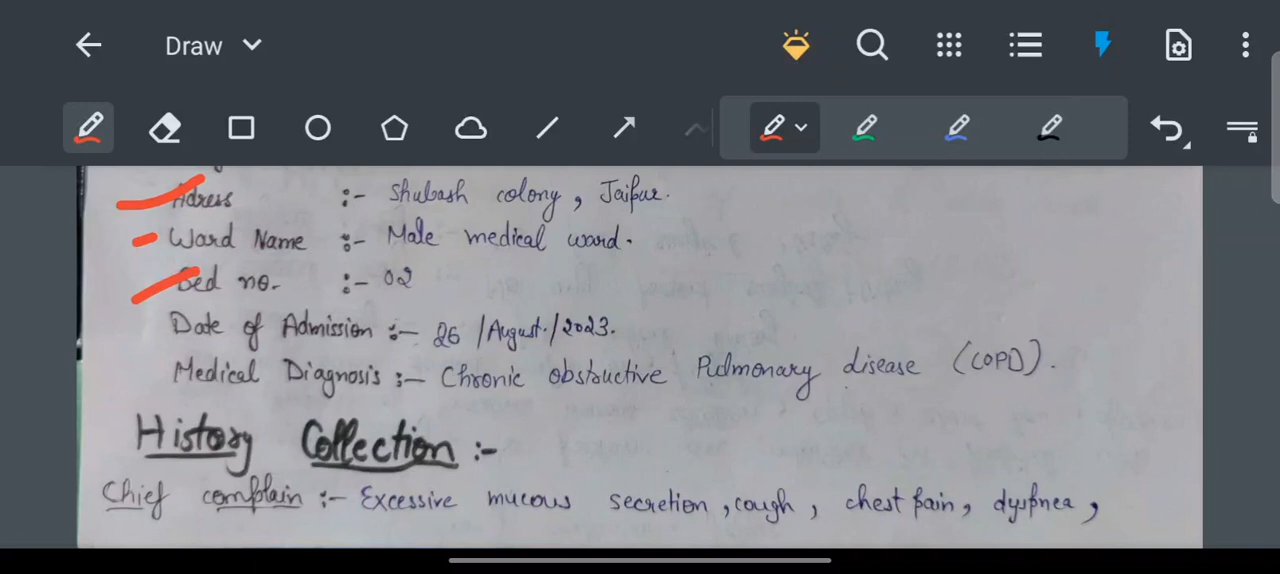 Draw
Adress :- Shubash colony, Jaipur.
Ward Name :- Male medical ward.
Bed no. :- 02
Date of Admission :- 26/August/2023.
Medical Diagnosis :- Chronic obstructive Pulmonary disease (COPD).
History Collection :-
Chief complain :- Excessive mucous secretion, cough, chest pain, dyspnea,